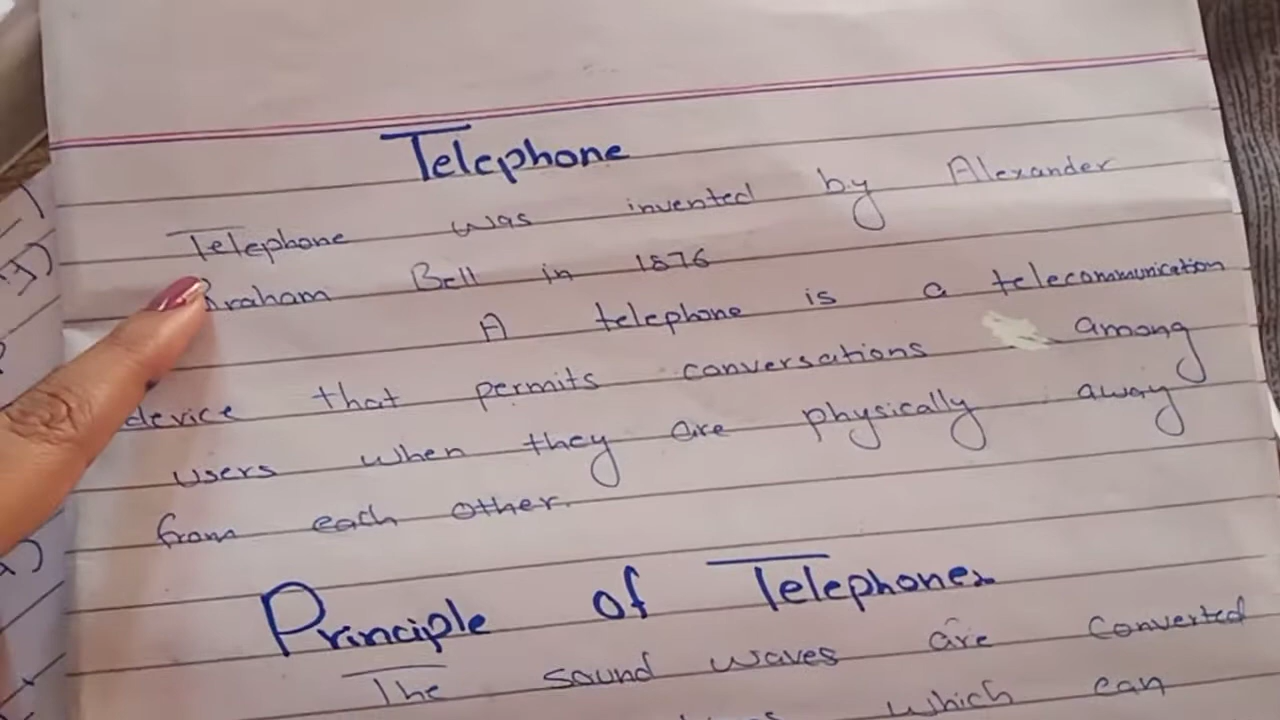 Telephone
Telephone was invented by Alexander
Braham Bell in 1876
A telephone is a telecommunication
device that permits conversations among
users when they are physically away
from each other.
Principle of Telephone
The sound waves are Converted
which can